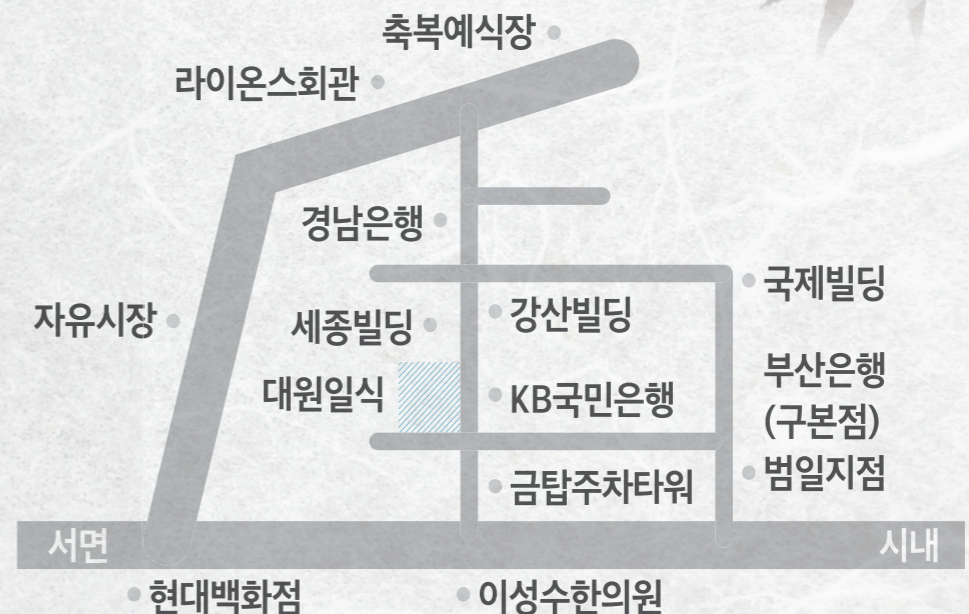 축복예식장
라이온스회관
경남은행
국제빌딩
자유시장
세종빌딩
강산빌딩
대원일식
KB국민은행
부산은행
(구본점)
범일지점
금탑주차타워
서면
시내
현대백화점
이성수한의원